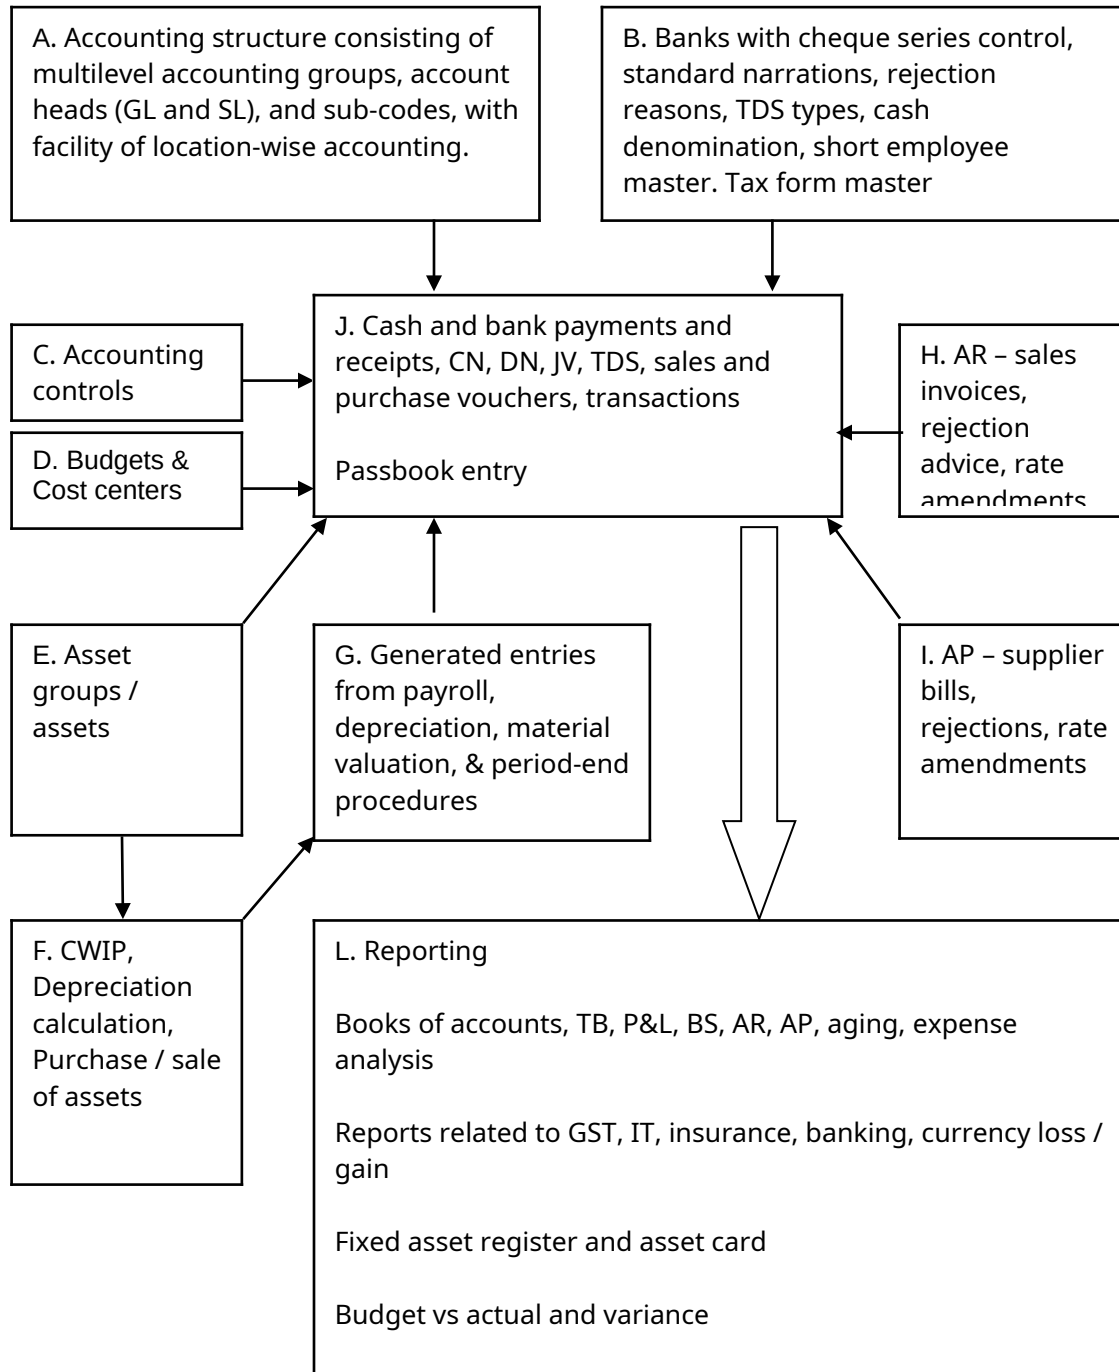 A. Accounting structure consisting of
multilevel accounting groups, account
heads (GL and SL), and sub-codes, with
facility of location-wise accounting.
B. Banks with cheque series control,
standard narrations, rejection
reasons, TDS types, cash
denomination, short employee
master. Tax form master
C. Accounting
controls
J. Cash and bank payments and
receipts, CN, DN, JV, TDS, sales and
purchase vouchers, transactions
Passbook entry
H. AR – sales
invoices,
rejection
advice, rate
amendments
D. Budgets &
Cost centers
E. Asset
groups /
assets
G. Generated entries
from payroll,
depreciation, material
valuation, & period-end
procedures
I. AP – supplier
bills,
rejections, rate
amendments
F. CWIP,
Depreciation
calculation,
Purchase / sale
of assets
L. Reporting
Books of accounts, TB, P&L, BS, AR, AP, aging, expense
analysis
Reports related to GST, IT, insurance, banking, currency loss /
gain
Fixed asset register and asset card
Budget vs actual and variance